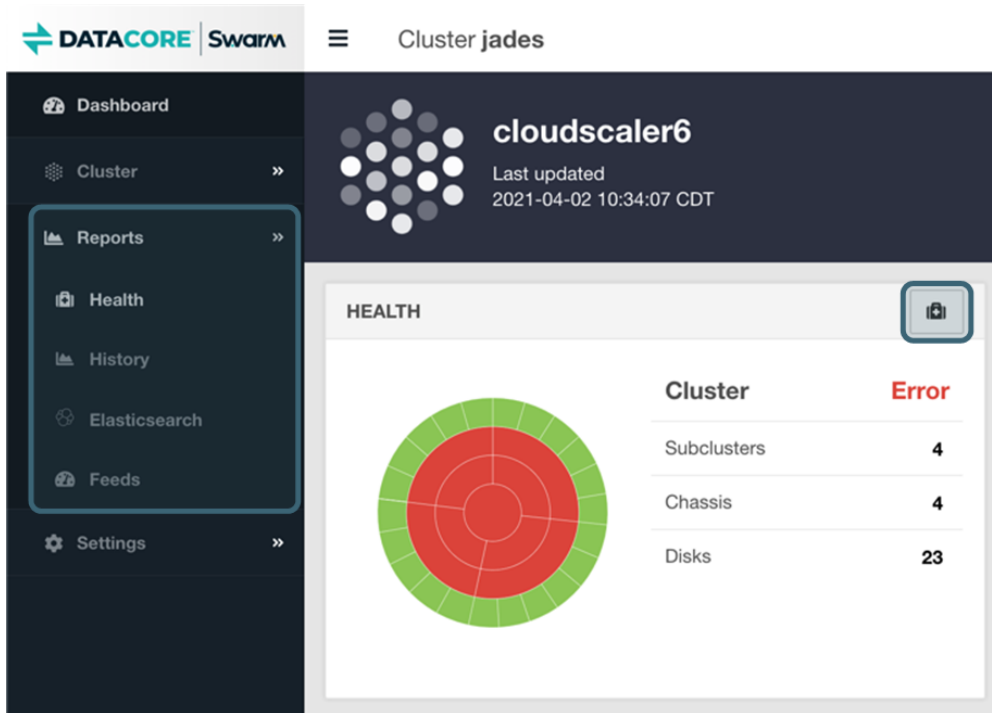 DATACORE Swarm
Cluster jades
Dashboard
Cluster
Reports
Health
History
Elasticsearch
Feeds
Settings
cloudscaler6
Last updated
2021-04-02 10:34:07 CDT
HEALTH
Cluster Error
Subclusters 4
Chassis 4
Disks 23